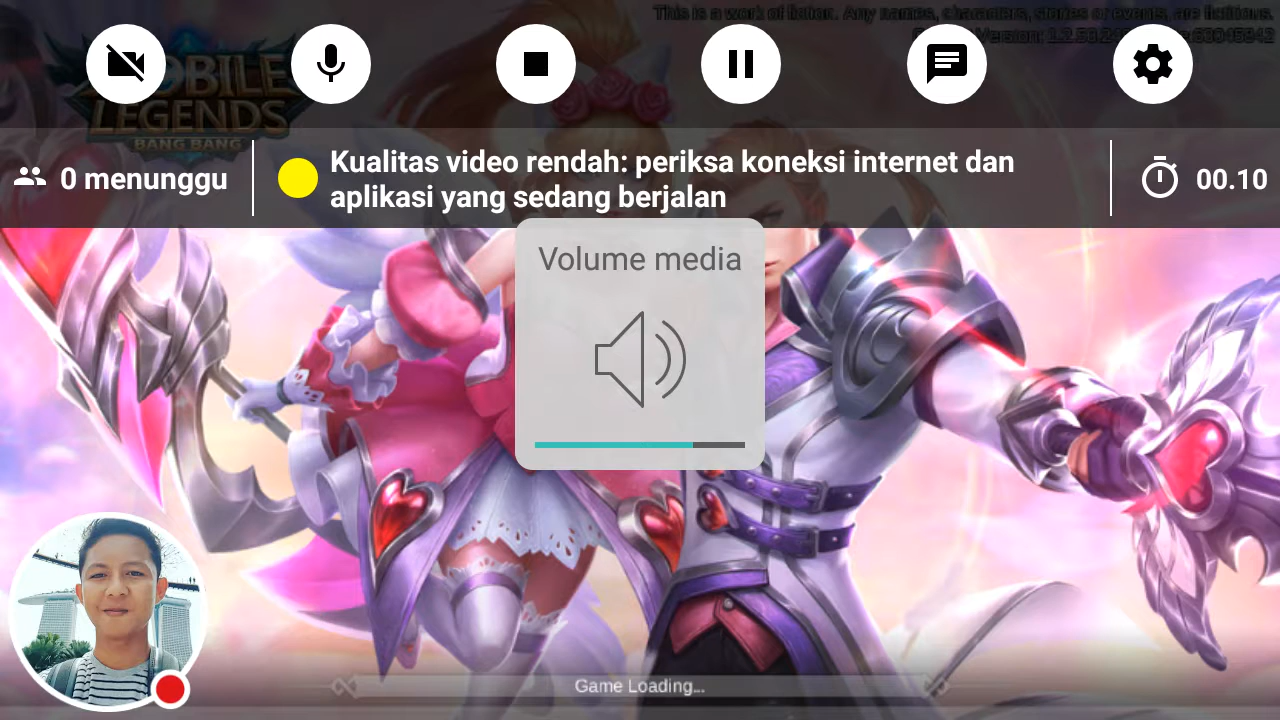 This is a work of fiction. Any names, characters, stories or events, are fictitious.
Version:
MOBILE
LEGENDS
BANG BANG
0 menunggu
Kualitas video rendah: periksa koneksi internet dan
aplikasi yang sedang berjalan
00.10
Volume media
Game Loading...